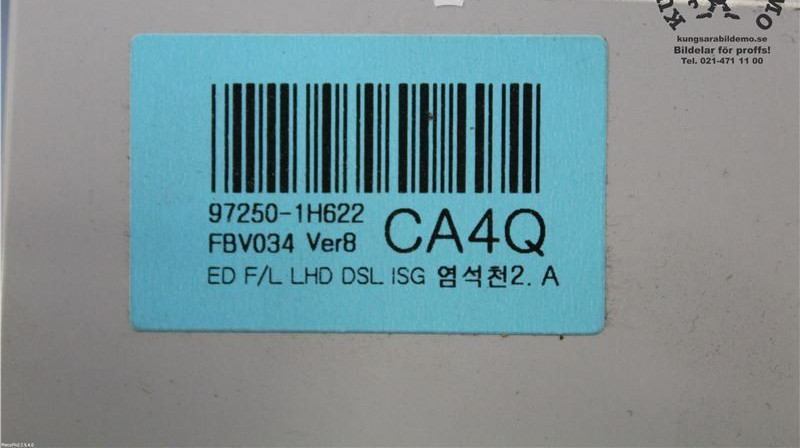 kungsarabildemo.se
Bildelar för proffs!
Tel. 021-471 11 00
97250-1H622
FBV034 Ver8
CA4Q
ED F/L LHD DSL ISG 염석천2. A